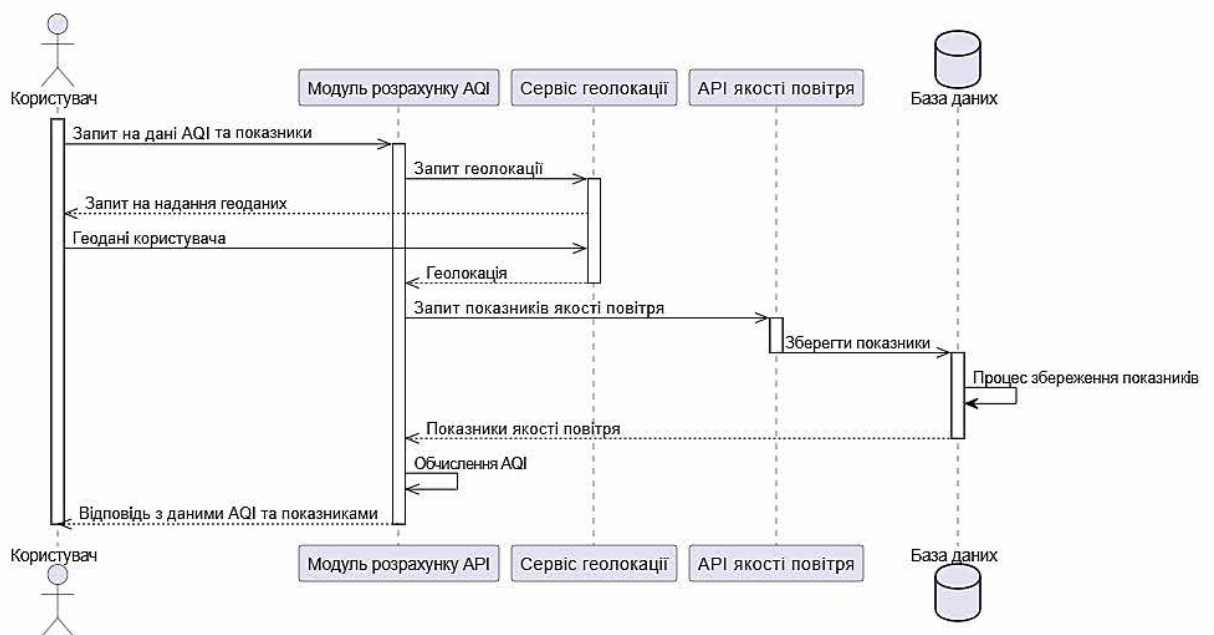 Користувач
Модуль розрахунку AQI
Сервіс геолокації
API якості повітря
База даних
Запит на дані AQI та показники
Запит геолокації
Запит на надання геоданих
Геодані користувача
Геолокація
Запит показників якості повітря
Зберегти показники
Процес збереження показників
Показники якості повітря
Обчислення AQI
Відповідь з даними AQI та показниками
Користувач
Модуль розрахунку API
Сервіс геолокації
API якості повітря
База даних